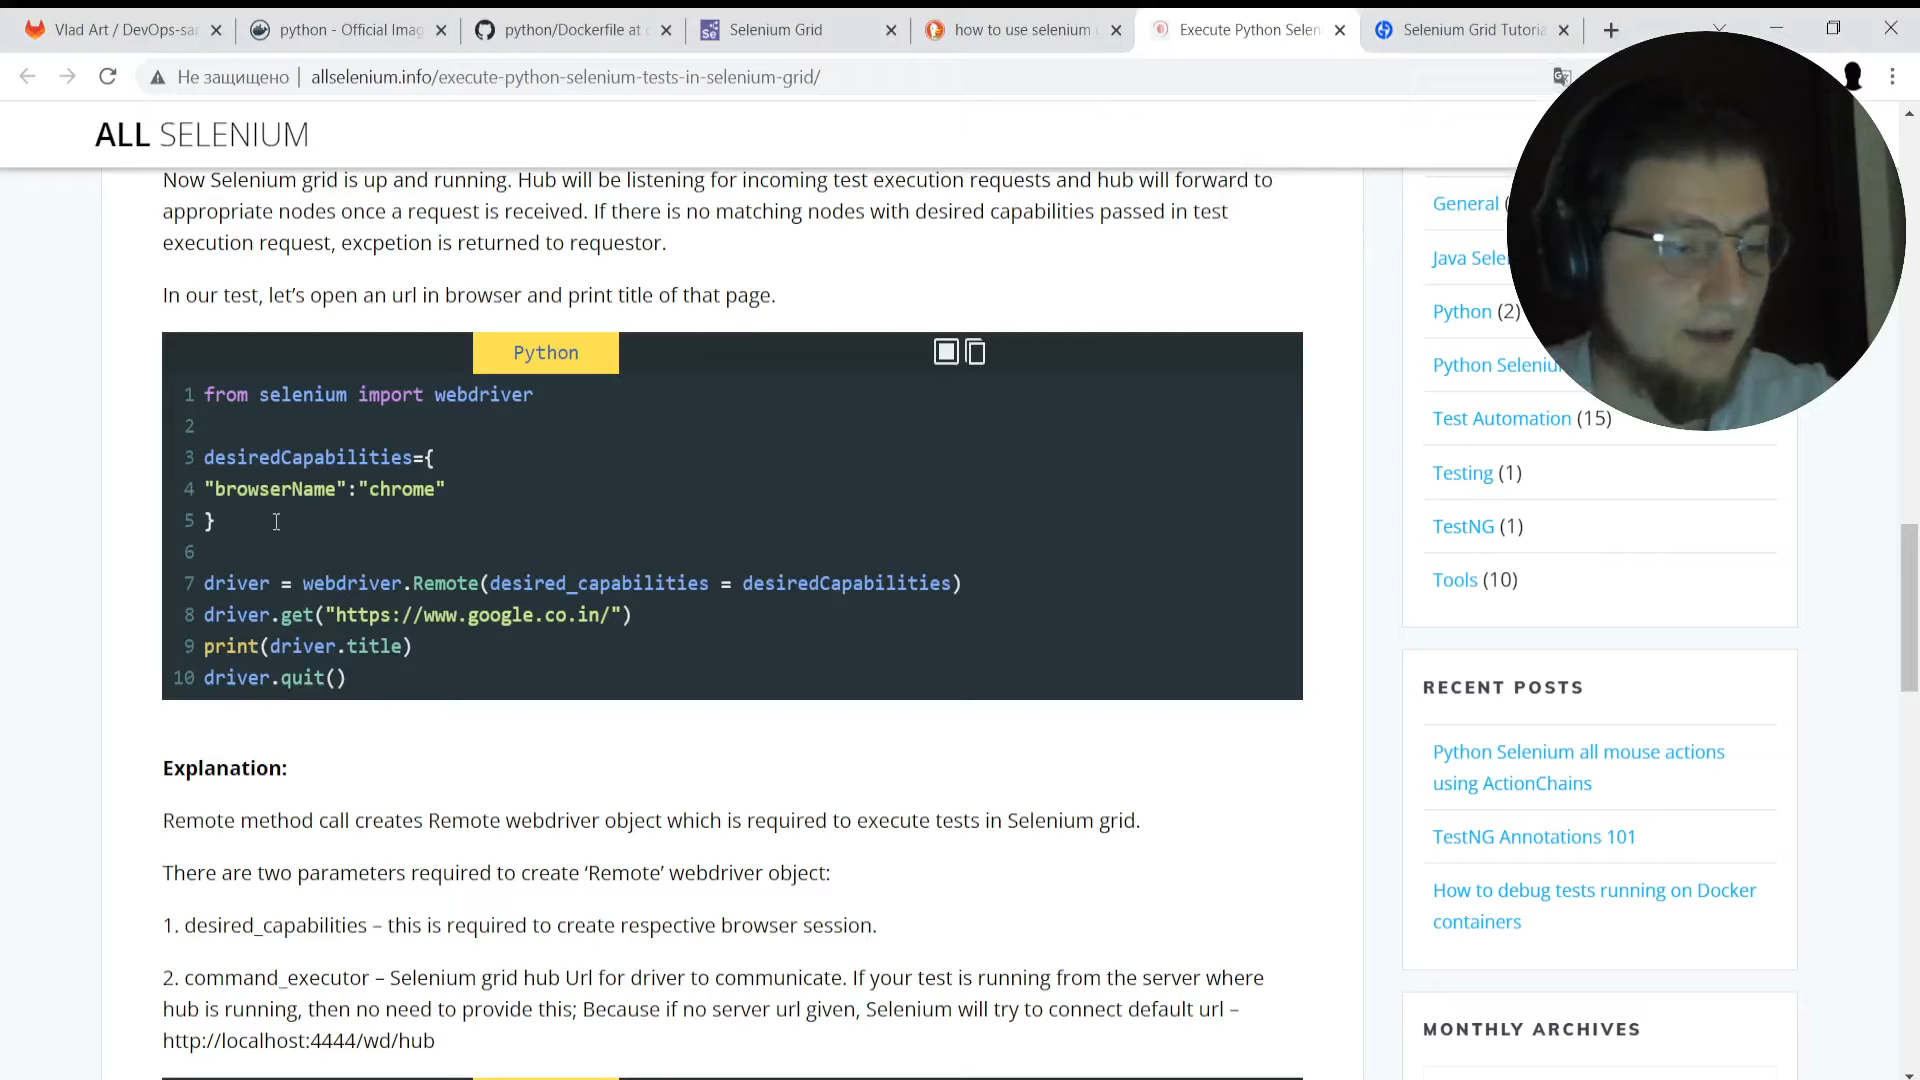 Vlad Art / DevOps-sa
python - Official Imag
python/Dockerfile at
Selenium Grid
how to use selenium
Execute Python Selen
Selenium Grid Tutoria
Не защищено
allselenium.info/execute-python-selenium-tests-in-selenium-grid/
ALL SELENIUM
Now Selenium grid is up and running. Hub will be listening for incoming test execution requests and hub will forward to
appropriate nodes once a request is received. If there is no matching nodes with desired capabilities passed in test
execution request, excpetion is returned to requestor.
In our test, let’s open an url in browser and print title of that page.
Python
1 from selenium import webdriver
2
3 desiredCapabilities={
4 "browserName":"chrome"
5 }
6
7 driver = webdriver.Remote(desired_capabilities = desiredCapabilities)
8 driver.get("https://www.google.co.in/")
9 print(driver.title)
10 driver.quit()
Explanation:
Remote method call creates Remote webdriver object which is required to execute tests in Selenium grid.
There are two parameters required to create ‘Remote’ webdriver object:
1. desired_capabilities – this is required to create respective browser session.
2. command_executor – Selenium grid hub Url for driver to communicate. If your test is running from the server where
hub is running, then no need to provide this; Because if no server url given, Selenium will try to connect default url –
http://localhost:4444/wd/hub
General (
Java Sele
Python (2)
Python Seleniu
Test Automation (15)
Testing (1)
TestNG (1)
Tools (10)
RECENT POSTS
Python Selenium all mouse actions
using ActionChains
TestNG Annotations 101
How to debug tests running on Docker
containers
MONTHLY ARCHIVES